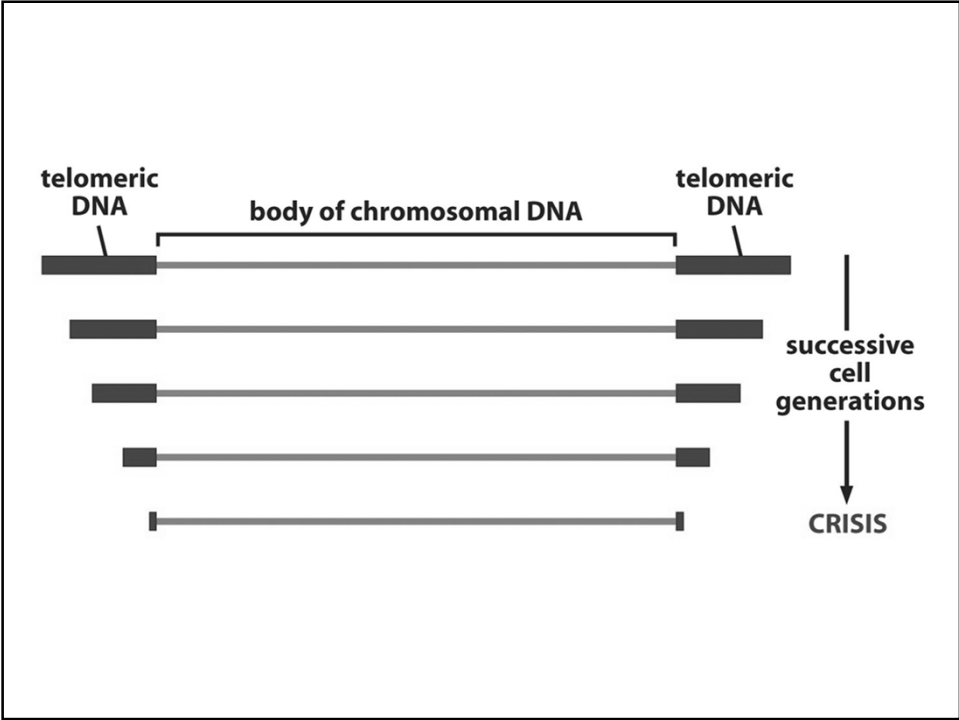 telomeric
DNA
body of chromosomal DNA
telomeric
DNA
successive
cell
generations
CRISIS